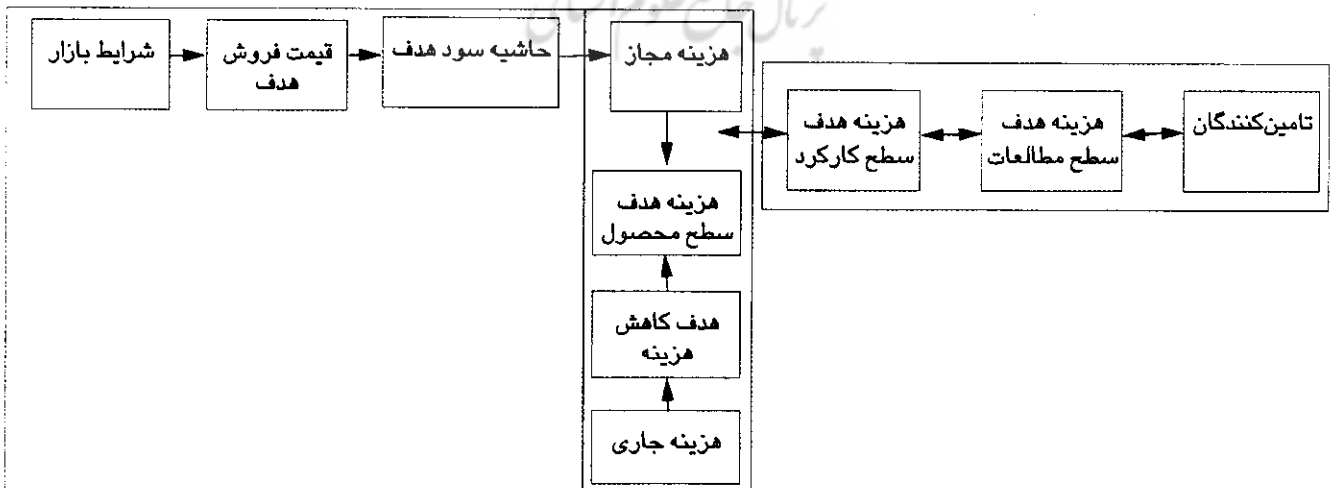 شرایط بازار
قیمت فروش
هدف
حاشیه سود هدف
هزینه مجاز
هزینه هدف
سطح کارکرد
هزینه هدف
سطح مطالعات
تامین‌کنندگان
هزینه هدف
سطح محصول
هدف کاهش
هزینه
هزینه جاری